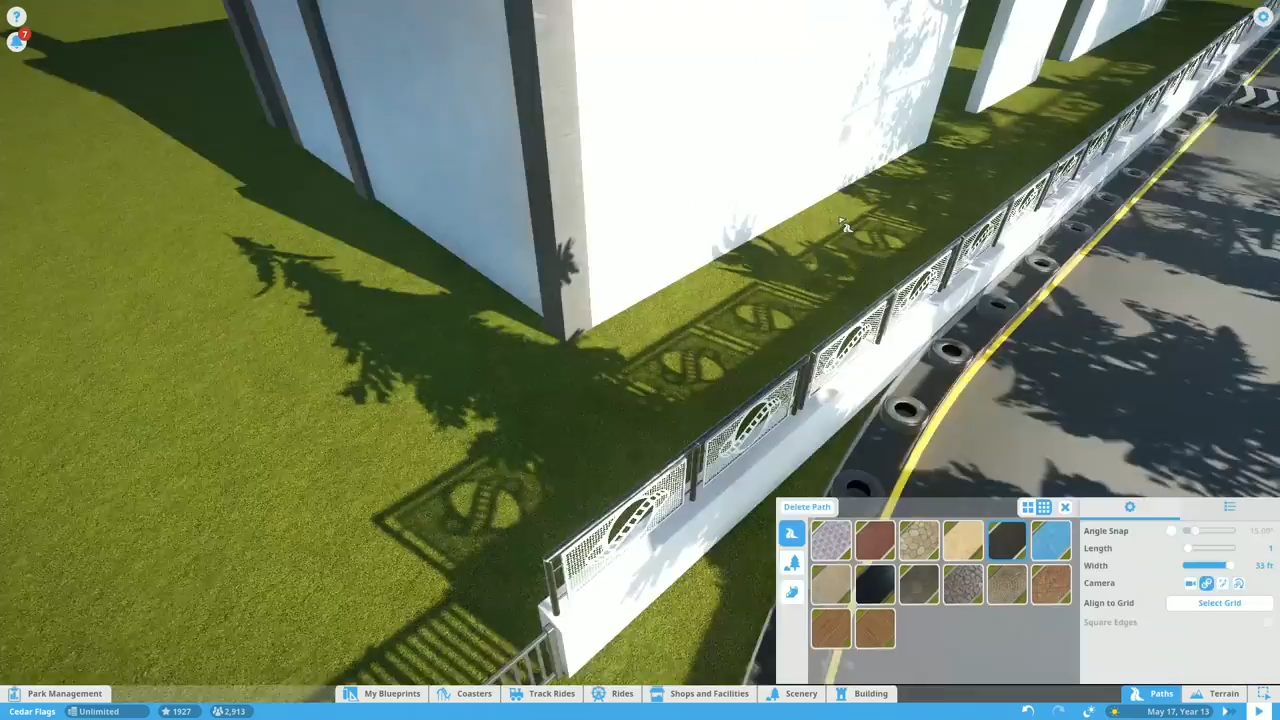 ?
7
Delete Path
Angle Snap 15.00°
Length 1
Width 33 ft
Camera
Align to Grid Select Grid
Square Edges
Park Management
My Blueprints
Coasters
Track Rides
Rides
Shops and Facilities
Scenery
Building
Paths
Terrain
Cedar Flags
Unlimited
1927
2,913
May 17, Year 13